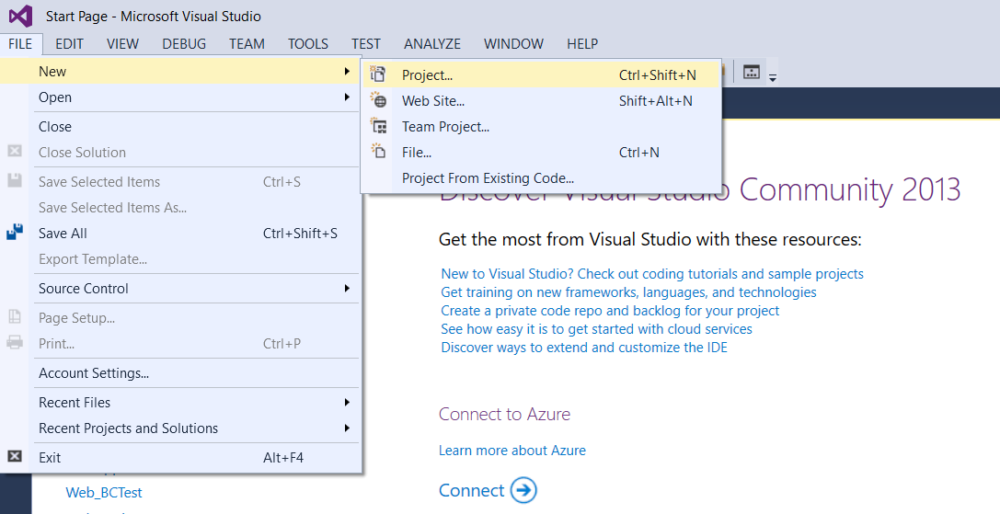 Start Page - Microsoft Visual Studio
FILE EDIT VIEW DEBUG TEAM TOOLS TEST ANALYZE WINDOW HELP
New
Open
Close
Close Solution
Save Selected Items Ctrl+S
Save Selected Items As...
Save All Ctrl+Shift+S
Export Template...
Source Control
Page Setup...
Print... Ctrl+P
Account Settings...
Recent Files
Recent Projects and Solutions
Exit Alt+F4
Project... Ctrl+Shift+N
Web Site... Shift+Alt+N
Team Project...
File... Ctrl+N
Project From Existing Code...
Discover Visual Studio Community 2013
Get the most from Visual Studio with these resources:
New to Visual Studio? Check out coding tutorials and sample projects
Get training on new frameworks, languages, and technologies
Create a private code repo and backlog for your project
See how easy it is to get started with cloud services
Discover ways to extend and customize the IDE
Connect to Azure
Learn more about Azure
Connect
Web_BCTest